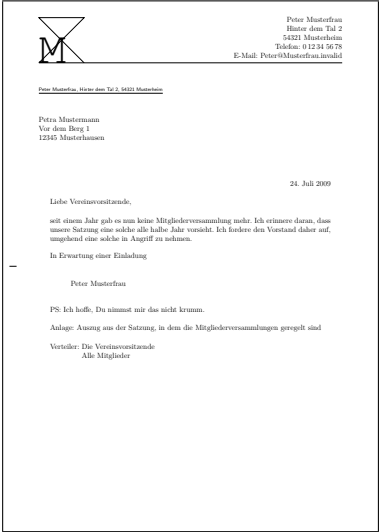 Peter Musterfrau
Hinter dem Tal 2
54321 Musterheim
Telefon: 0 12 34 56 78
E-Mail: Peter@Musterfrau.invalid
M
Peter Musterfrau, Hinter dem Tal 2, 54321 Musterheim
Petra Mustermann
Vor dem Berg 1
12345 Musterhausen
24. Juli 2009
Liebe Vereinsvorsitzende,
seit einem Jahr gab es nun keine Mitgliederversammlung mehr. Ich erinnere daran, dass
unsere Satzung eine solche alle halbe Jahr vorsieht. Ich fordere den Vorstand daher auf,
umgehend eine solche in Angriff zu nehmen.
In Erwartung einer Einladung
Peter Musterfrau
PS: Ich hoffe, Du nimmst mir das nicht krumm.
Anlage: Auszug aus der Satzung, in dem die Mitgliederversammlungen geregelt sind
Verteiler: Die Vereinsvorsitzende
Alle Mitglieder